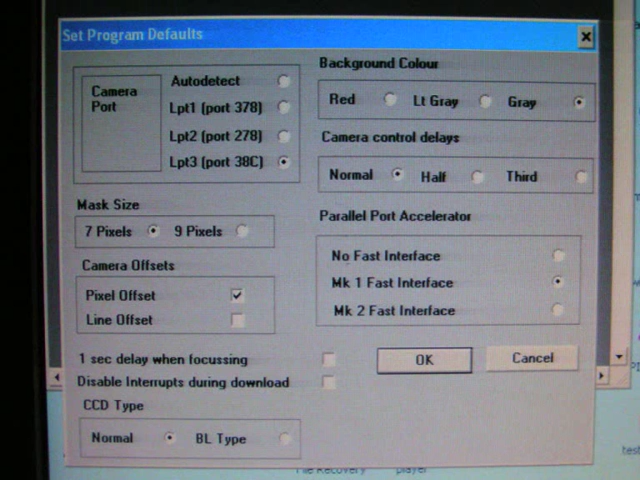 Set Program Defaults
Camera Port
Autodetect
Lpt1 (port 378)
Lpt2 (port 278)
Lpt3 (port 38C)
Mask Size
7 Pixels 9 Pixels
Camera Offsets
Pixel Offset
Line Offset
1 sec delay when focussing
Disable Interrupts during download
CCD Type
Normal BL Type
Background Colour
Red Lt Gray Gray
Camera control delays
Normal Half Third
Parallel Port Accelerator
No Fast Interface
Mk 1 Fast Interface
Mk 2 Fast Interface
OK Cancel
test
File Recovery player